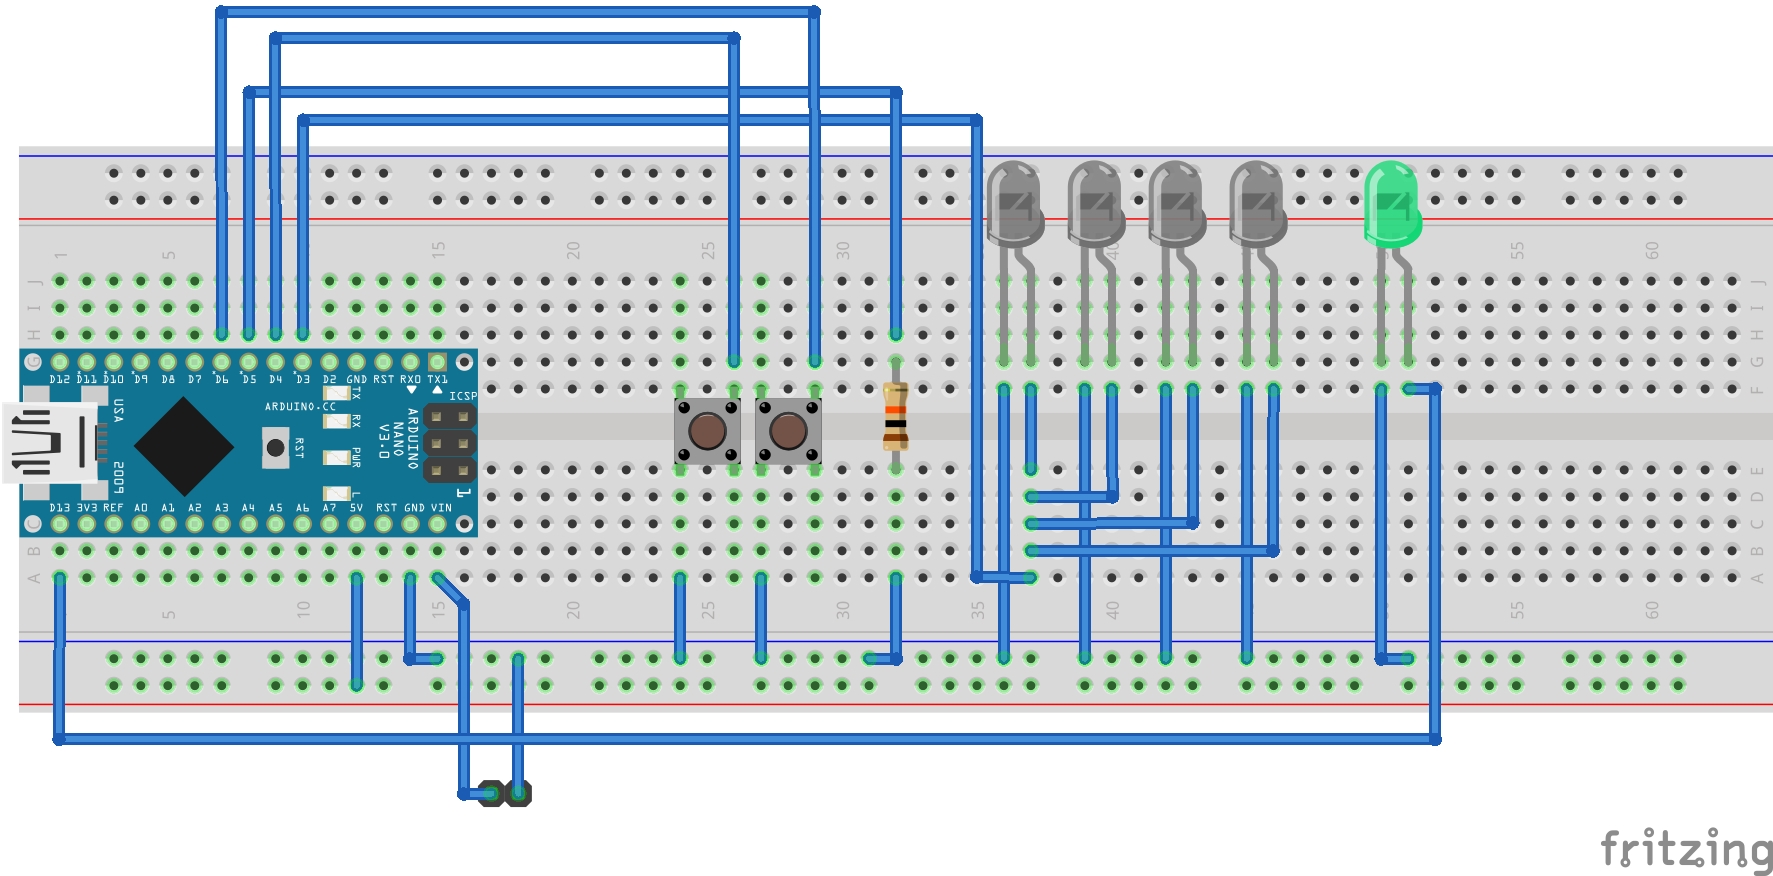 1 5 15 20 25 30 40 55 60
J J
I I
H H
G G
D12 D11 D10 D9 D8 D7 D6 D5 D4 D3 D2 GND RST RX0 TX1
F F
TX
ICSP
USA
ARDUINO.CC
RX
ARDUINO
NANO
V3.0
RST
PWR
E E
2009
L
1
D D
D13 3V3 REF A0 A1 A2 A3 A4 A5 A6 A7 5V RST GND VIN
C C
B B
A A
5 10 15 20 25 30 35 40 55 60
fritzing